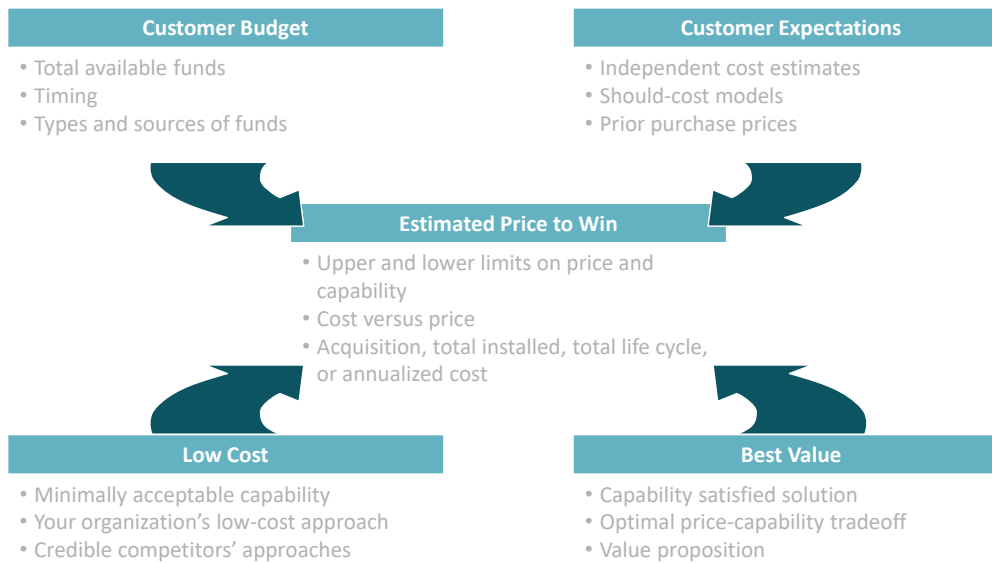 Customer Budget
• Total available funds
• Timing
• Types and sources of funds
Customer Expectations
• Independent cost estimates
• Should-cost models
• Prior purchase prices
Estimated Price to Win
• Upper and lower limits on price and
capability
• Cost versus price
• Acquisition, total installed, total life cycle,
or annualized cost
Low Cost
• Minimally acceptable capability
• Your organization’s low-cost approach
• Credible competitors’ approaches
Best Value
• Capability satisfied solution
• Optimal price-capability tradeoff
• Value proposition